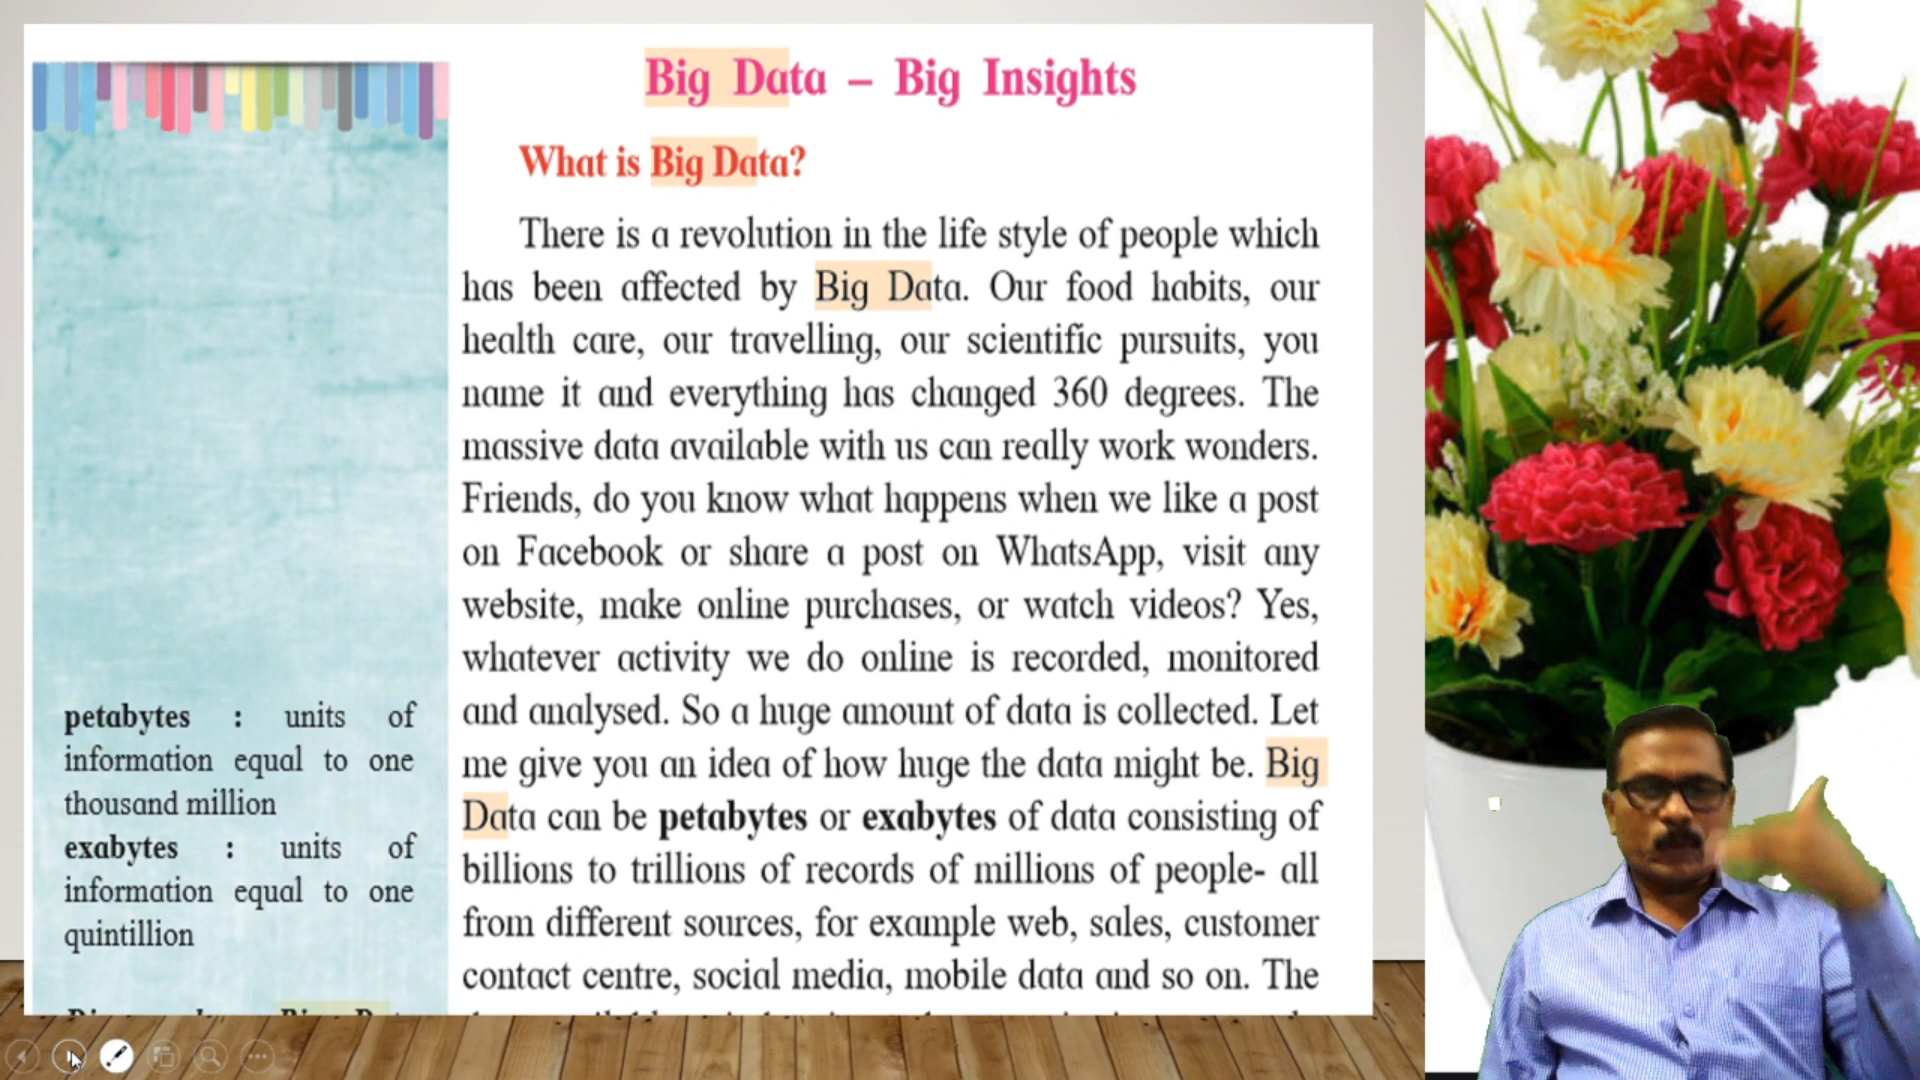 Big Data – Big Insights
What is Big Data?
There is a revolution in the life style of people which
has been affected by Big Data. Our food habits, our
health care, our travelling, our scientific pursuits, you
name it and everything has changed 360 degrees. The
massive data available with us can really work wonders.
Friends, do you know what happens when we like a post
on Facebook or share a post on WhatsApp, visit any
website, make online purchases, or watch videos? Yes,
whatever activity we do online is recorded, monitored
and analysed. So a huge amount of data is collected. Let
me give you an idea of how huge the data might be. Big
Data can be petabytes or exabytes of data consisting of
billions to trillions of records of millions of people- all
from different sources, for example web, sales, customer
contact centre, social media, mobile data and so on. The
petabytes : units of
information equal to one
thousand million
exabytes : units of
information equal to one
quintillion